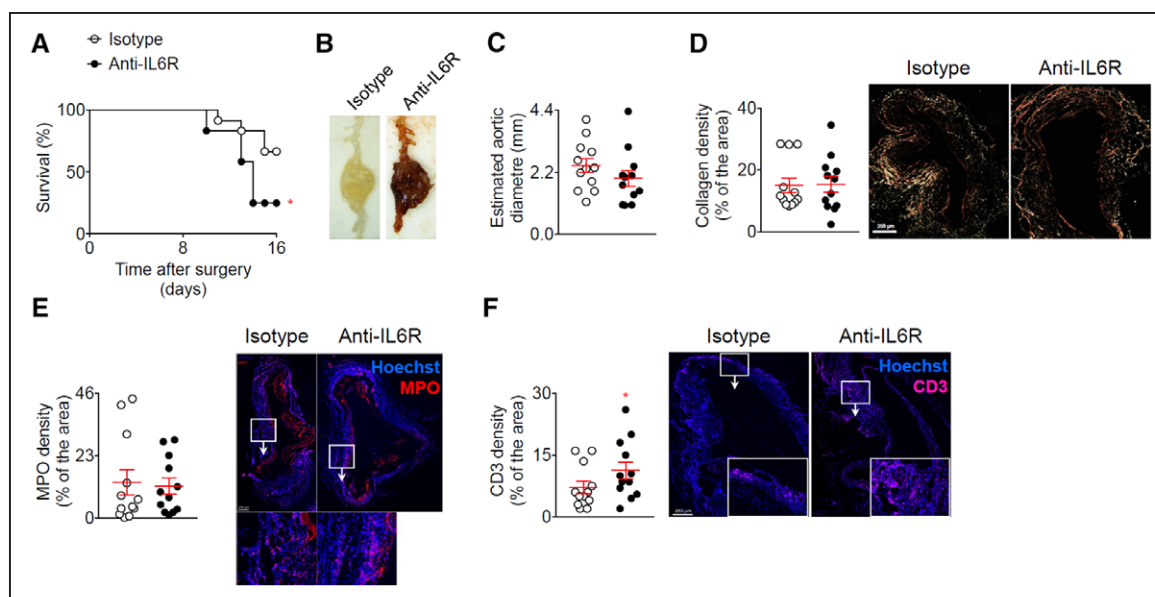 A
Isotype
Anti-IL6R
100
50
0
Survival (%)
0
8
16
*
Time after surgery
(days)
B
Isotype
Anti-IL6R
C
4.4
2.2
0.0
Estimated aortic
diametre (mm)
D
Isotype
Anti-IL6R
40
20
0
Collagen density
(% of the area)
E
Isotype
Anti-IL6R
Hoechst
MPO
46
23
0
MPO density
(% of the area)
F
Isotype
Anti-IL6R
Hoechst
CD3
30
15
0
*
CD3 density
(% of the area)